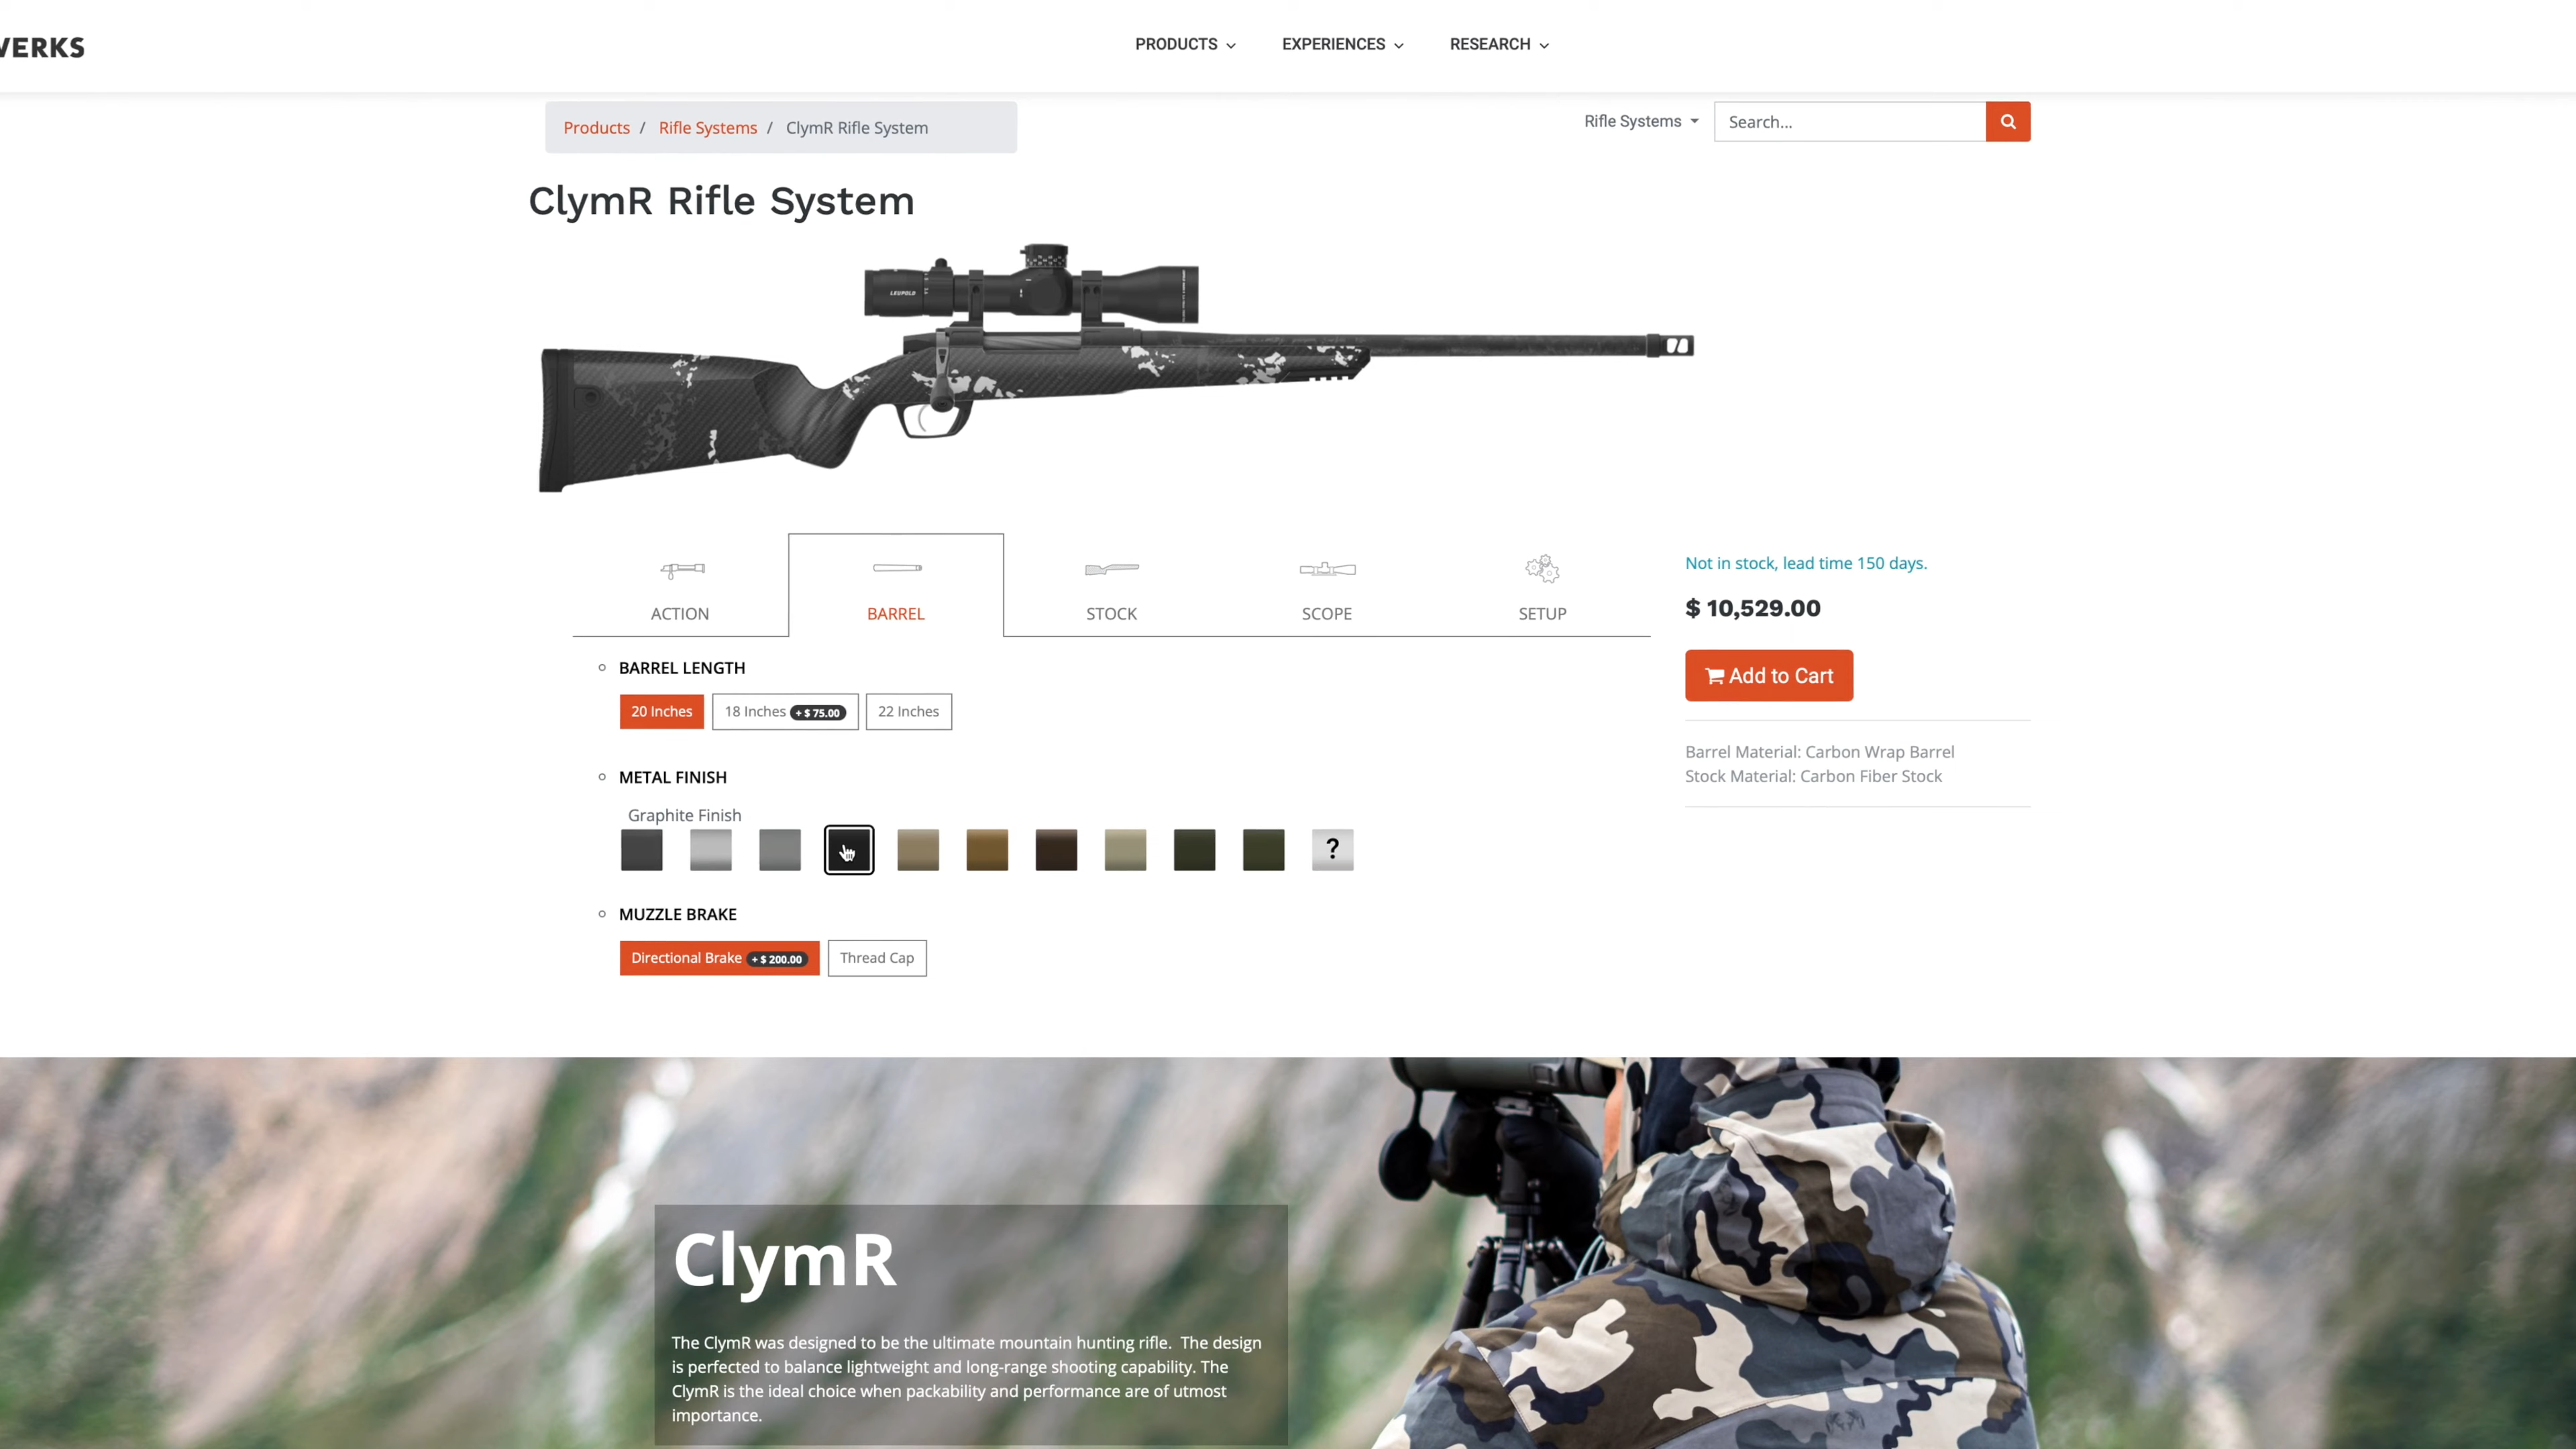 VERKS
PRODUCTS EXPERIENCES RESEARCH
Products / Rifle Systems / ClymR Rifle System
Rifle Systems
Search...
ClymR Rifle System
LEUPOLD
ACTION BARREL STOCK SCOPE SETUP
Not in stock, lead time 150 days.
$ 10,529.00
Add to Cart
Barrel Material: Carbon Wrap Barrel
Stock Material: Carbon Fiber Stock
BARREL LENGTH
20 Inches 18 Inches + $ 75.00 22 Inches
METAL FINISH
Graphite Finish
?
MUZZLE BRAKE
Directional Brake + $ 200.00 Thread Cap
ClymR
The ClymR was designed to be the ultimate mountain hunting rifle. The design
is perfected to balance lightweight and long-range shooting capability. The
ClymR is the ideal choice when packability and performance are of utmost
importance.